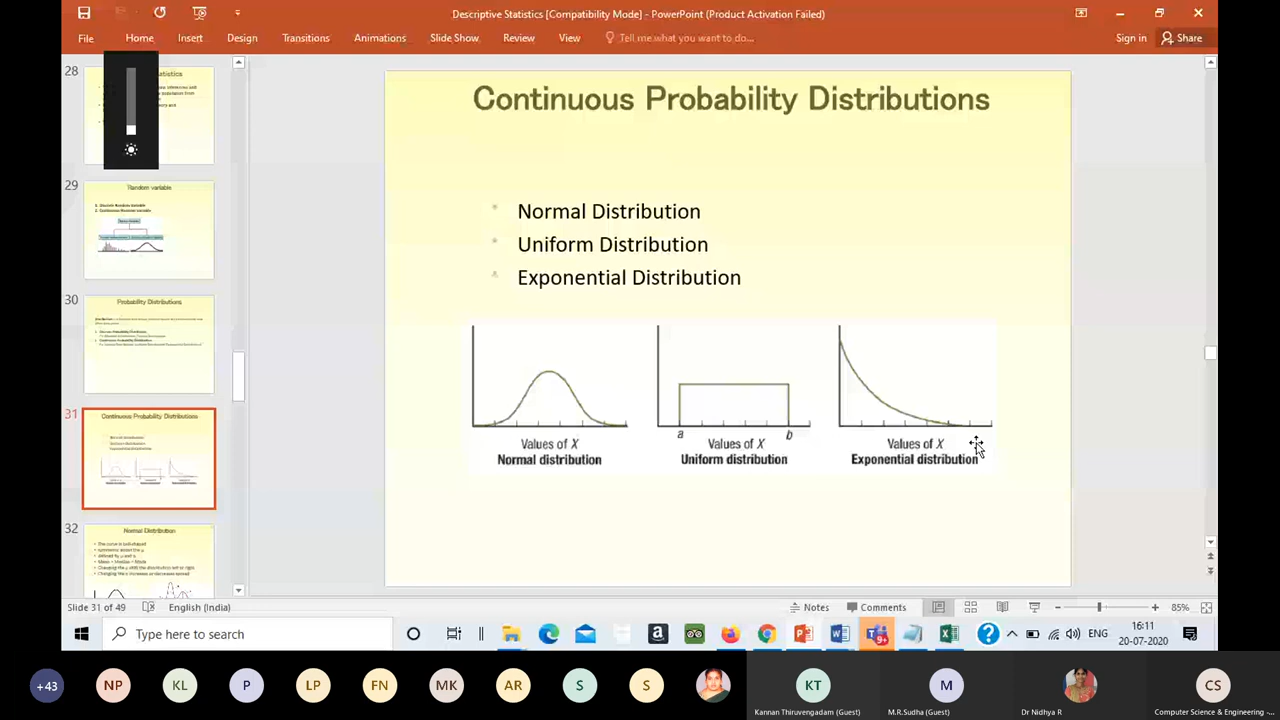 Descriptive Statistics [Compatibility Mode] - PowerPoint (Product Activation Failed)
File Home Insert Design Transitions Animations Slide Show Review View Tell me what you want to do... Sign in Share
28
29
Random variable
30
Probability Distributions
31
Continuous Probability Distributions
32
Normal Distribution
Continuous Probability Distributions
Normal Distribution
Uniform Distribution
Exponential Distribution
a b
Values of X Values of X Values of X
Normal distribution Uniform distribution Exponential distribution
Slide 31 of 49 English (India) Notes Comments 85%
Type here to search
ENG
16:11
20-07-2020
+43 NP KL P LP FN MK AR S S KT M CS
Kannan Thiruvengadam (Guest) M.R.Sudha (Guest) Dr Nidhya R Computer Science & Engineering -...